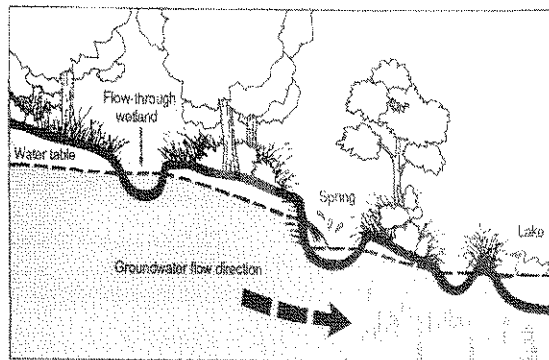 Flow-through
wetland
Water table
Spring
Lake
Groundwater flow direction